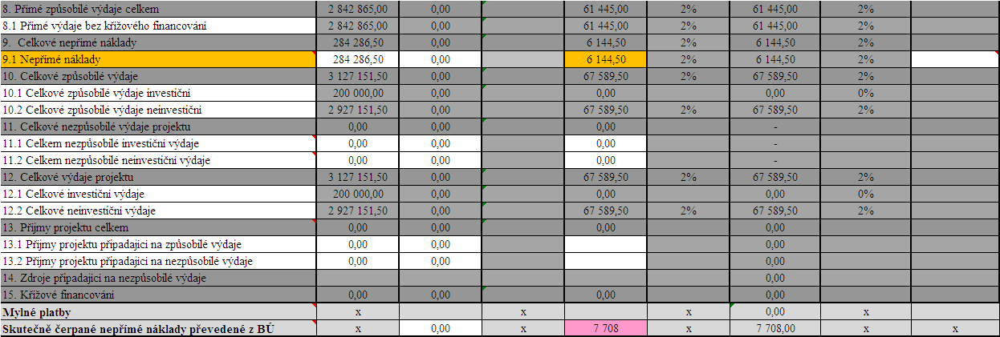 8. Přímé způsobilé výdaje celkem 2 842 865,00 0,00 61 445,00 2% 61 445,00 2%
8.1 Přímé výdaje bez křížového financování 2 842 865,00 0,00 61 445,00 2% 61 445,00 2%
9. Celkové nepřímé náklady 284 286,50 0,00 6 144,50 2% 6 144,50 2%
9.1 Nepřímé náklady 284 286,50 0,00 6 144,50 2% 6 144,50 2%
10. Celkové způsobilé výdaje 3 127 151,50 0,00 67 589,50 2% 67 589,50 2%
10.1 Celkové způsobilé výdaje investiční 200 000,00 0,00 0,00 0,00 0%
10.2 Celkové způsobilé výdaje neinvestiční 2 927 151,50 0,00 67 589,50 2% 67 589,50 2%
11. Celkové nezpůsobilé výdaje projektu 0,00 0,00 0,00 -
11.1 Celkem nezpůsobilé investiční výdaje 0,00 0,00 0,00 -
11.2 Celkem nezpůsobilé neinvestiční výdaje 0,00 0,00 0,00 -
12. Celkové výdaje projektu 3 127 151,50 0,00 67 589,50 2% 67 589,50 2%
12.1 Celkové investiční výdaje 200 000,00 0,00 0,00 0,00 0%
12.2 Celkové neinvestiční výdaje 2 927 151,50 0,00 67 589,50 2% 67 589,50 2%
13. Příjmy projektu celkem 0,00 0,00 0,00 0,00
13.1 Příjmy projektu připadající na způsobilé výdaje 0,00 0,00 0,00
13.2 Příjmy projektu připadající na nezpůsobilé výdaje 0,00 0,00 0,00
14. Zdroje připadající na nezpůsobilé výdaje 0,00
15. Křížové financování 0,00 0,00 0,00 0,00
Mylné platby x x x 0,00 x
Skutečně čerpané nepřímé náklady převedené z BÚ x 0,00 x 7 708 x 7 708,00 x x